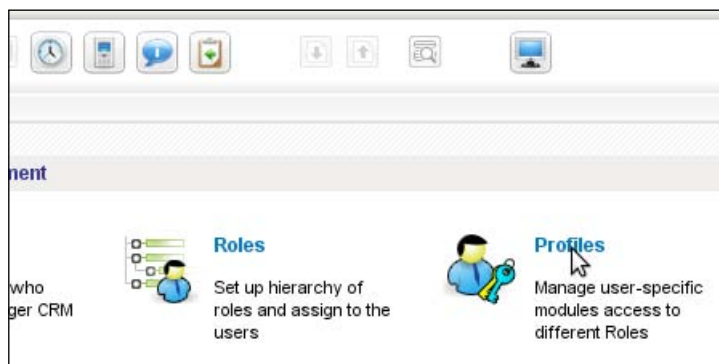 ment
Roles
Profiles
who
ger CRM
Set up hierarchy of
roles and assign to the
users
Manage user-specific
modules access to
different Roles